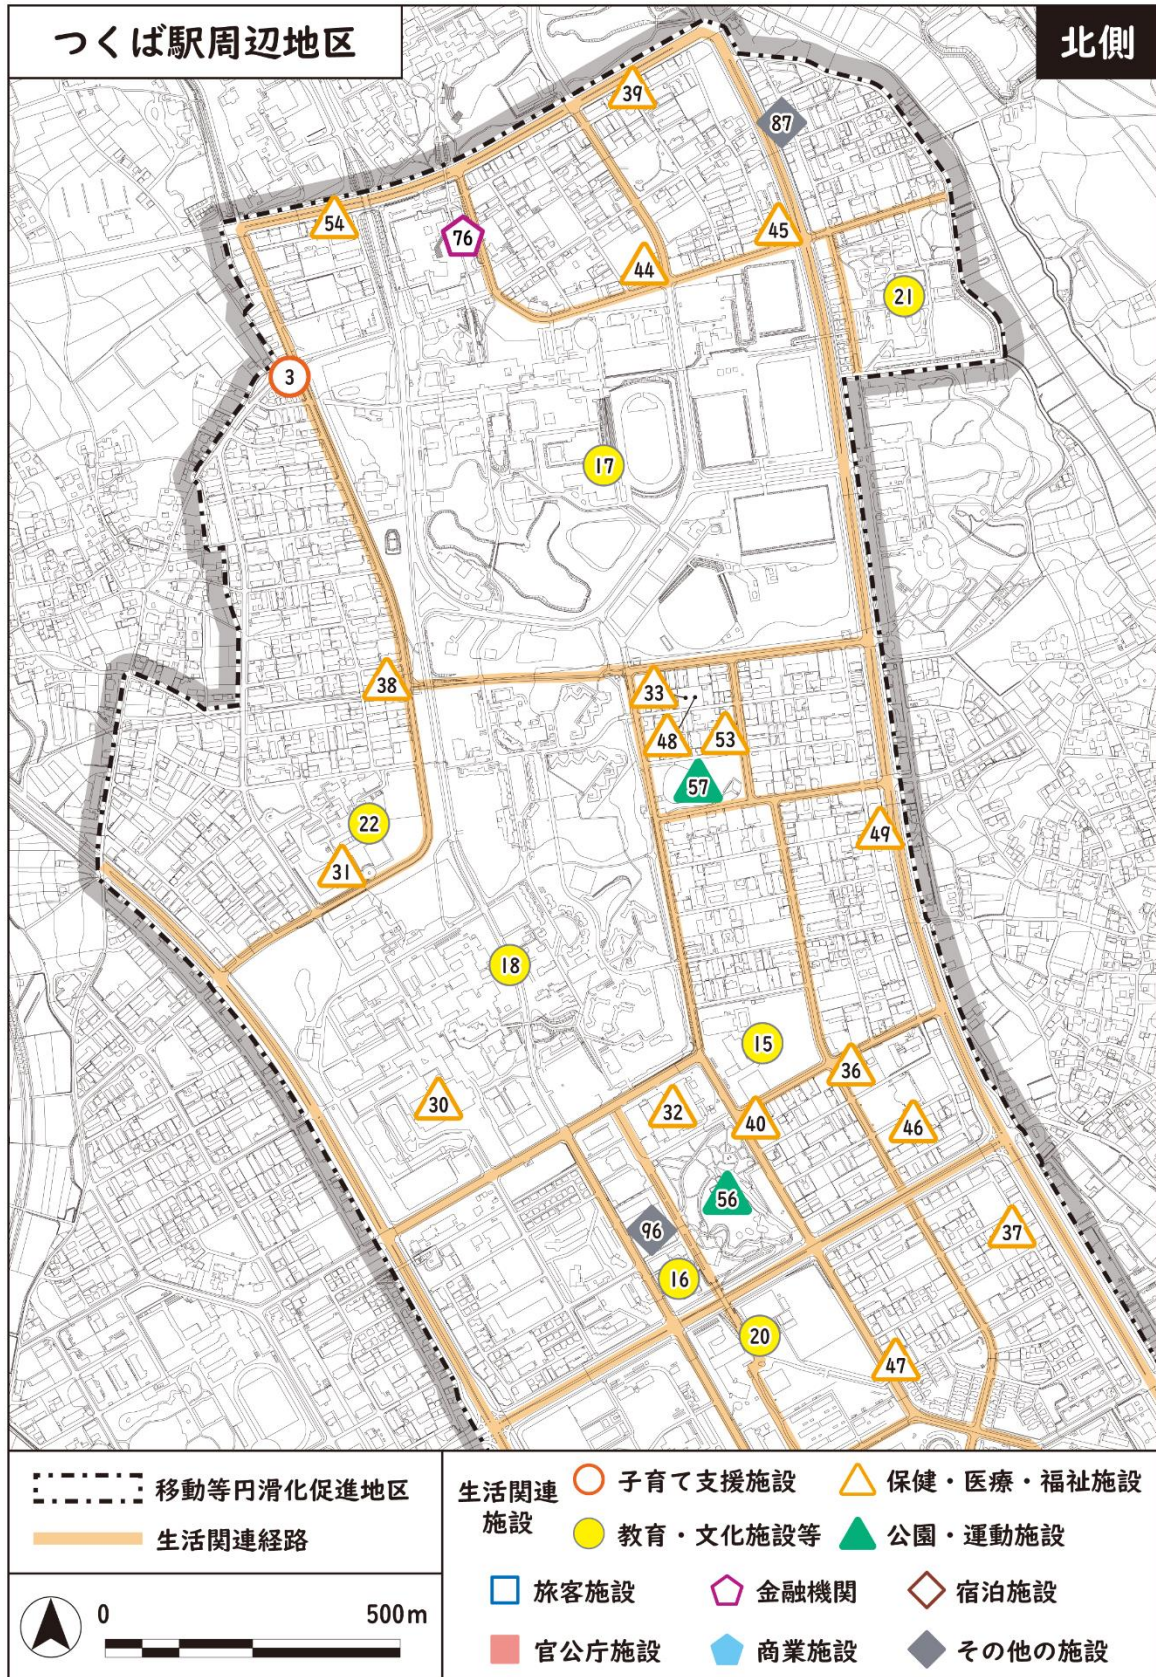 つくば駅周辺地区
北側
39
87
54
76
45
44
21
3
17
38
33
48
53
57
22
49
31
18
15
36
30
32
40
46
56
96
37
16
20
47
移動等円滑化促進地区
生活関連経路
0 500m
生活関連
施設
子育て支援施設
保健・医療・福祉施設
教育・文化施設等
公園・運動施設
旅客施設
金融機関
宿泊施設
官公庁施設
商業施設
その他の施設